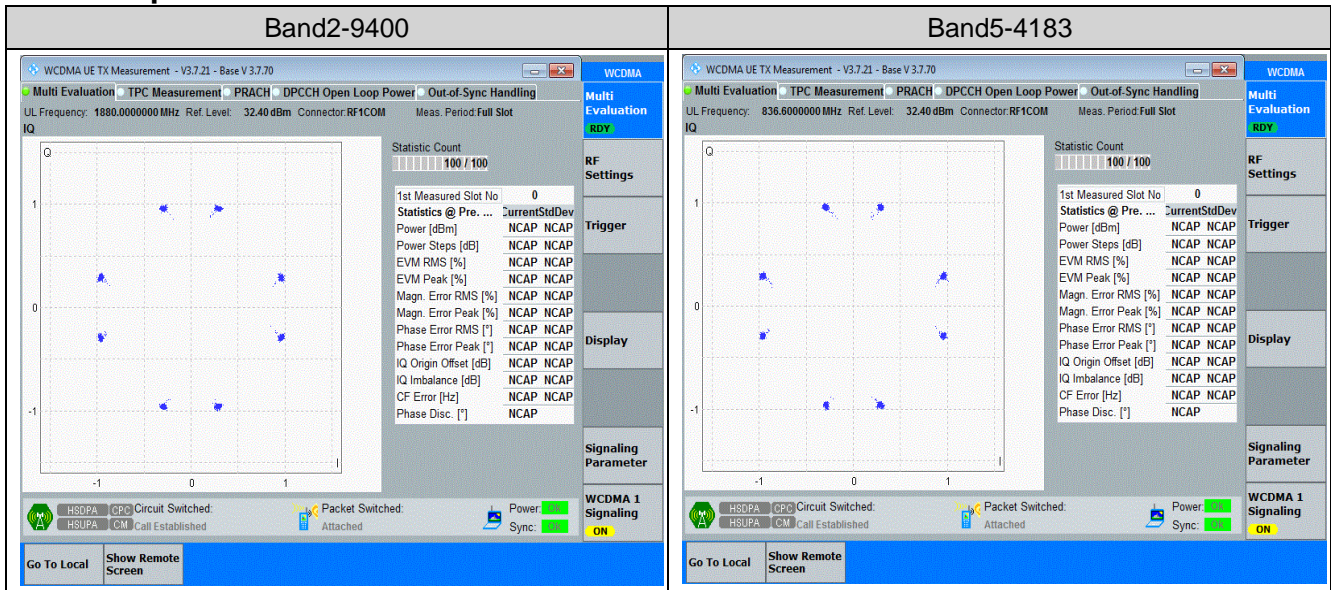 Band2-9400
WCDMA UE TX Measurement - V3.7.21 - Base V 3.7.70
WCDMA
Multi Evaluation TPC Measurement PRACH DPCCH Open Loop Power Out-of-Sync Handling
Multi
Evaluation
RDY
UL Frequency: 1880.0000000 MHz Ref. Level: 32.40 dBm Connector:RF1COM Meas. Period:Full Slot
IQ
Q
1
0
-1
-1 0 1
I
Statistic Count
100 / 100
1st Measured Slot No 0
Statistics @ Pre. ... CurrentStdDev
Power [dBm] NCAP NCAP
Power Steps [dB] NCAP NCAP
EVM RMS [%] NCAP NCAP
EVM Peak [%] NCAP NCAP
Magn. Error RMS [%] NCAP NCAP
Magn. Error Peak [%] NCAP NCAP
Phase Error RMS [°] NCAP NCAP
Phase Error Peak [°] NCAP NCAP
IQ Origin Offset [dB] NCAP NCAP
IQ Imbalance [dB] NCAP NCAP
CF Error [Hz] NCAP NCAP
Phase Disc. [°] NCAP
RF
Settings
Trigger
Display
Signaling
Parameter
WCDMA 1
Signaling
ON
HSDPA CPC Circuit Switched: Packet Switched: Power: Ok
HSUPA CM Call Established Attached Sync: Ok
Go To Local
Show Remote
Screen
Band5-4183
WCDMA UE TX Measurement - V3.7.21 - Base V 3.7.70
WCDMA
Multi Evaluation TPC Measurement PRACH DPCCH Open Loop Power Out-of-Sync Handling
Multi
Evaluation
RDY
UL Frequency: 836.6000000 MHz Ref. Level: 32.40 dBm Connector:RF1COM Meas. Period:Full Slot
IQ
Q
1
0
-1
-1 0 1
I
Statistic Count
100 / 100
1st Measured Slot No 0
Statistics @ Pre. ... CurrentStdDev
Power [dBm] NCAP NCAP
Power Steps [dB] NCAP NCAP
EVM RMS [%] NCAP NCAP
EVM Peak [%] NCAP NCAP
Magn. Error RMS [%] NCAP NCAP
Magn. Error Peak [%] NCAP NCAP
Phase Error RMS [°] NCAP NCAP
Phase Error Peak [°] NCAP NCAP
IQ Origin Offset [dB] NCAP NCAP
IQ Imbalance [dB] NCAP NCAP
CF Error [Hz] NCAP NCAP
Phase Disc. [°] NCAP
RF
Settings
Trigger
Display
Signaling
Parameter
WCDMA 1
Signaling
ON
HSDPA CPC Circuit Switched: Packet Switched: Power: Ok
HSUPA CM Call Established Attached Sync: Ok
Go To Local
Show Remote
Screen